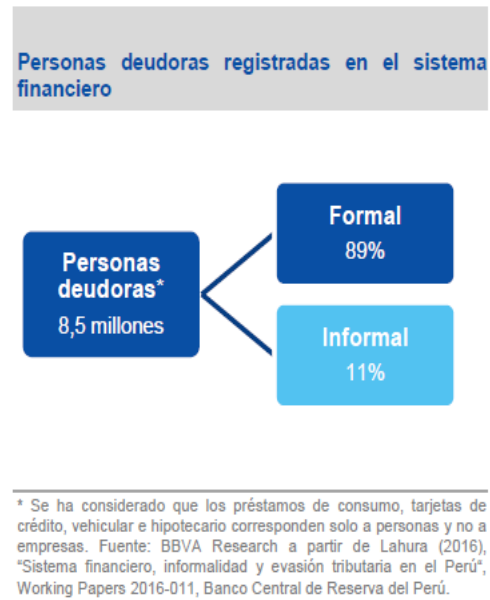 Personas deudoras registradas en el sistema
financiero
Personas
deudoras*
8,5 millones
Formal
89%
Informal
11%
* Se ha considerado que los préstamos de consumo, tarjetas de
crédito, vehicular e hipotecario corresponden solo a personas y no a
empresas. Fuente: BBVA Research a partir de Lahura (2016),
"Sistema financiero, informalidad y evasión tributaria en el Perú",
Working Papers 2016-011, Banco Central de Reserva del Perú.